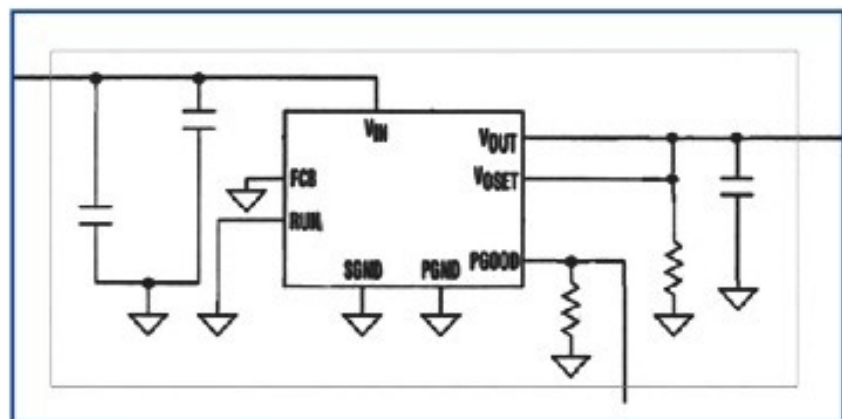 VIN
VOUT
FCB
VOSET
RUN
PGOOD
SGND
PGND